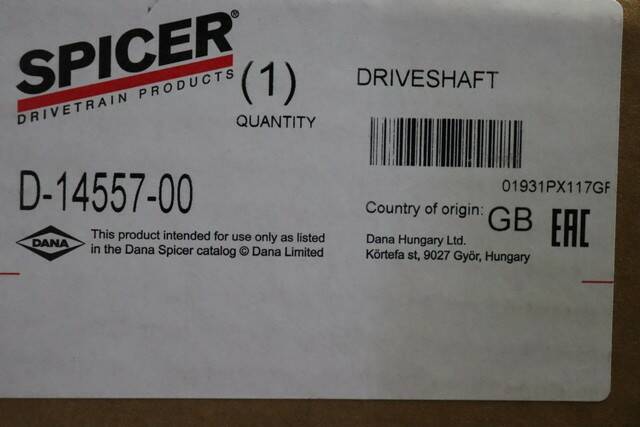 SPICER®
DRIVETRAIN PRODUCTS
(1)
QUANTITY
DRIVESHAFT
D-14557-00
01931PX117GF
Country of origin: GB
EAC
DANA
This product intended for use only as listed
in the Dana Spicer catalog © Dana Limited
Dana Hungary Ltd.
Körtefa st, 9027 Györ, Hungary